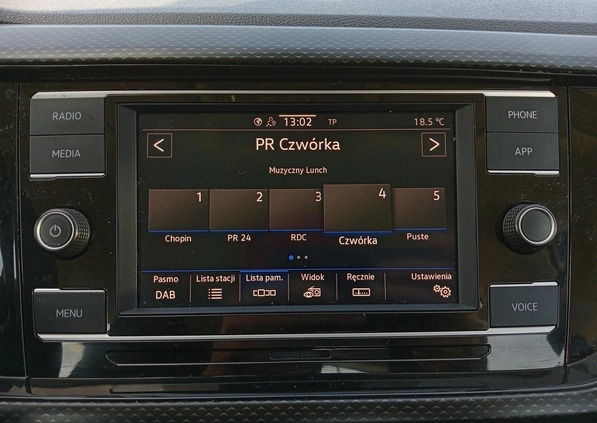 RADIO
MEDIA
MENU
13:02 TP 18.5 °C
< PR Czwórka >
Muzyczny Lunch
1 2 3 4 5
Chopin PR 24 RDC Czwórka Puste
Pasmo Lista stacji Lista pam. Widok Ręcznie Ustawienia
DAB
PHONE
APP
VOICE